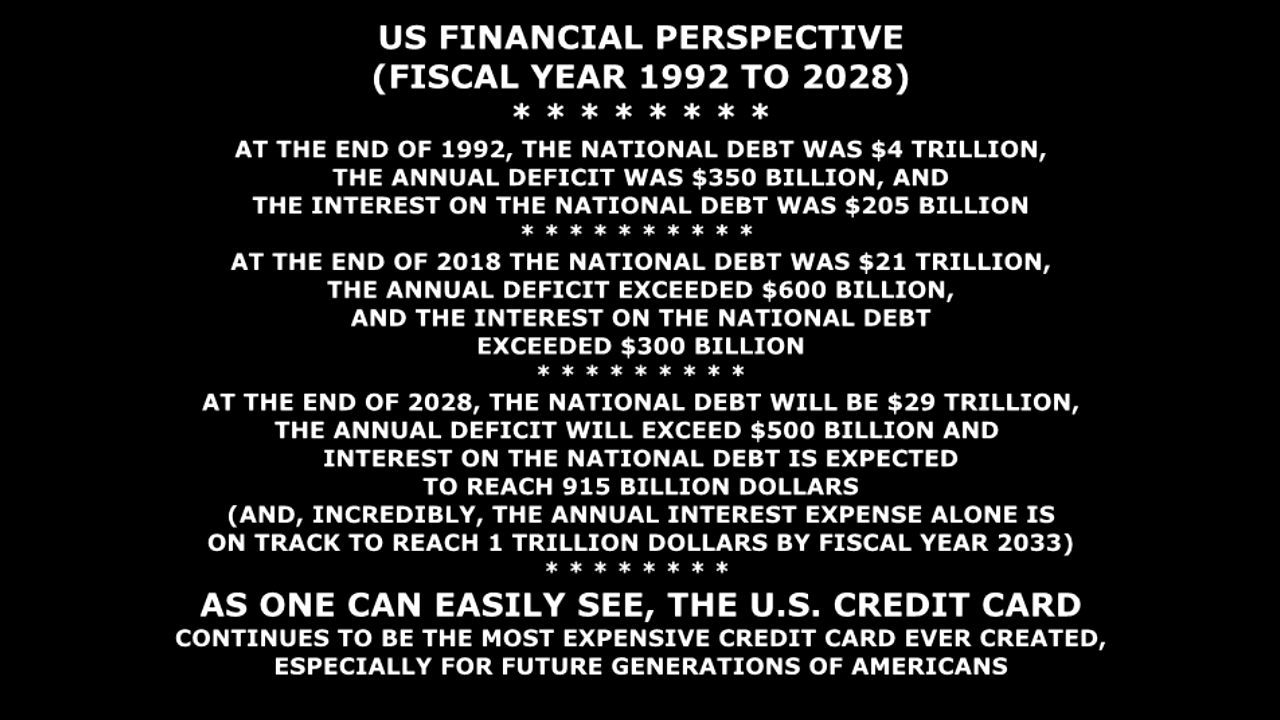 US FINANCIAL PERSPECTIVE
(FISCAL YEAR 1992 TO 2028)
* * * * * * * *
AT THE END OF 1992, THE NATIONAL DEBT WAS $4 TRILLION,
THE ANNUAL DEFICIT WAS $350 BILLION, AND
THE INTEREST ON THE NATIONAL DEBT WAS $205 BILLION
* * * * * * * * * *
AT THE END OF 2018 THE NATIONAL DEBT WAS $21 TRILLION,
THE ANNUAL DEFICIT EXCEEDED $600 BILLION,
AND THE INTEREST ON THE NATIONAL DEBT
EXCEEDED $300 BILLION
* * * * * * * * *
AT THE END OF 2028, THE NATIONAL DEBT WILL BE $29 TRILLION,
THE ANNUAL DEFICIT WILL EXCEED $500 BILLION AND
INTEREST ON THE NATIONAL DEBT IS EXPECTED
TO REACH 915 BILLION DOLLARS
(AND, INCREDIBLY, THE ANNUAL INTEREST EXPENSE ALONE IS
ON TRACK TO REACH 1 TRILLION DOLLARS BY FISCAL YEAR 2033)
* * * * * * * *
AS ONE CAN EASILY SEE, THE U.S. CREDIT CARD
CONTINUES TO BE THE MOST EXPENSIVE CREDIT CARD EVER CREATED,
ESPECIALLY FOR FUTURE GENERATIONS OF AMERICANS